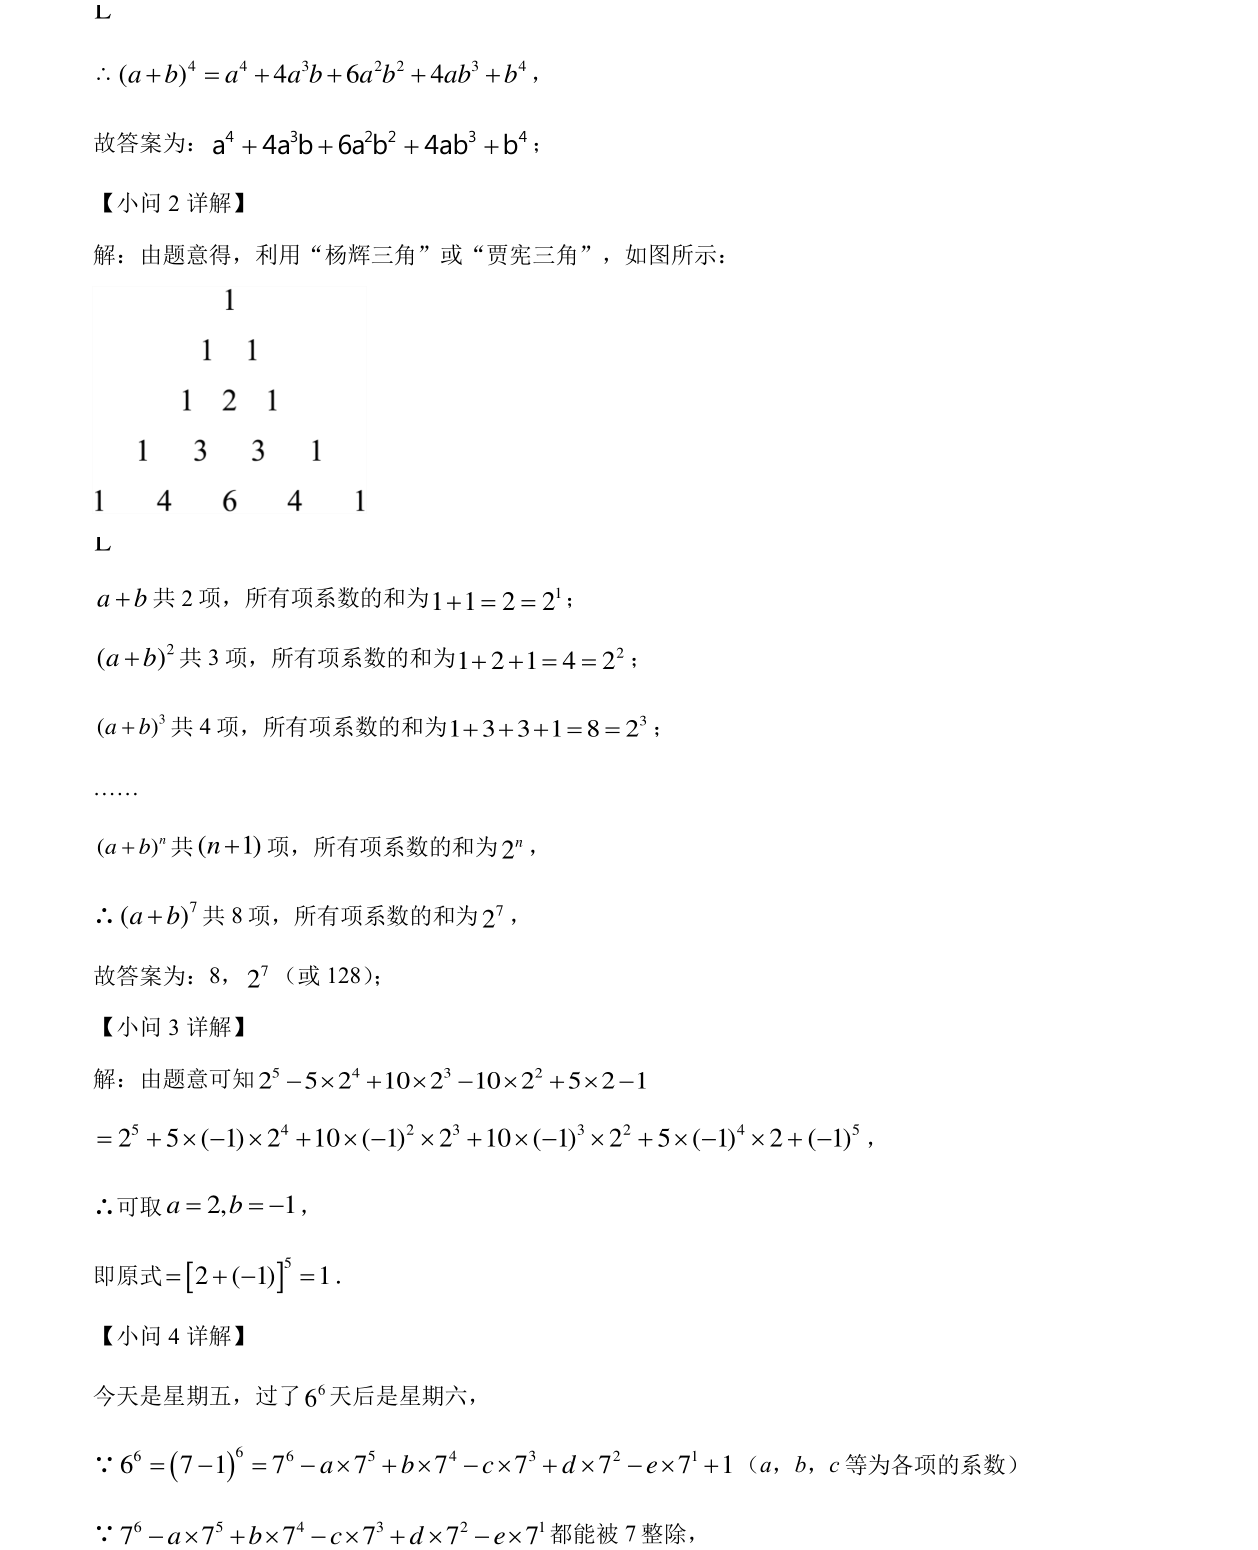 L
∴ (a+b)⁴ = a⁴ + 4a³b + 6a²b² + 4ab³ + b⁴，
故答案为：a⁴ + 4a³b + 6a²b² + 4ab³ + b⁴；
【小问 2 详解】
解：由题意得，利用“杨辉三角”或“贾宪三角”，如图所示：
1
1 1
1 2 1
1 3 3 1
1 4 6 4 1
L
a+b 共 2 项，所有项系数的和为 1+1=2=2¹；
(a+b)² 共 3 项，所有项系数的和为 1+2+1=4=2²；
(a+b)³ 共 4 项，所有项系数的和为 1+3+3+1=8=2³；
……
(a+b)ⁿ 共 (n+1) 项，所有项系数的和为 2ⁿ，
∴ (a+b)⁷ 共 8 项，所有项系数的和为 2⁷，
故答案为：8，2⁷（或 128）；
【小问 3 详解】
解：由题意可知 2⁵ −5×2⁴ +10×2³ −10×2² +5×2−1
= 2⁵ +5×(−1)×2⁴ +10×(−1)²×2³ +10×(−1)³×2² +5×(−1)⁴×2+(−1)⁵，
∴可取 a=2,b=−1，
即原式=[2+(−1)]⁵ =1．
【小问 4 详解】
今天是星期五，过了 6⁶ 天后是星期六，
∵ 6⁶ =(7−1)⁶ =7⁶ −a×7⁵ +b×7⁴ −c×7³ +d×7² −e×7¹ +1（a，b，c 等为各项的系数）
∵ 7⁶ −a×7⁵ +b×7⁴ −c×7³ +d×7² −e×7¹ 都能被 7 整除，